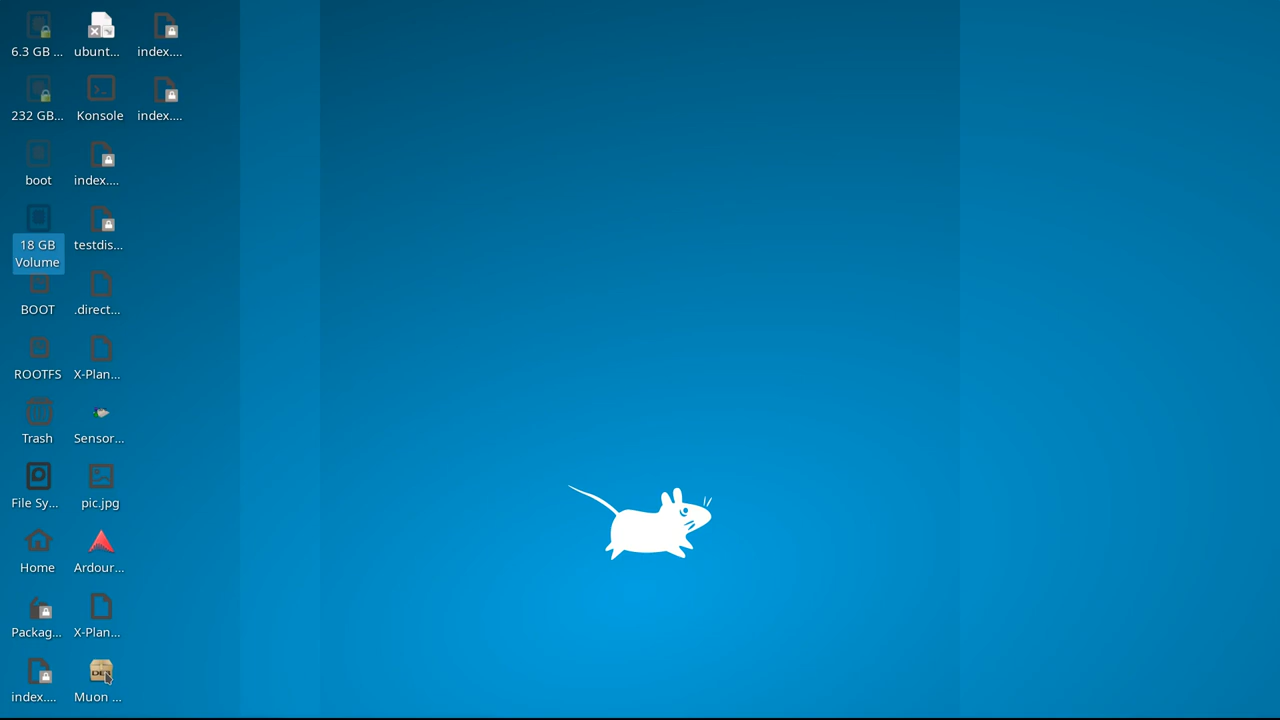 6.3 GB ...
ubunt...
index....
232 GB...
Konsole
index....
boot
index....
18 GB
Volume
testdis...
BOOT
.direct...
ROOTFS
X-Plan...
Trash
Sensor...
File Sy...
pic.jpg
Home
Ardour...
Packag...
X-Plan...
index....
Muon ...